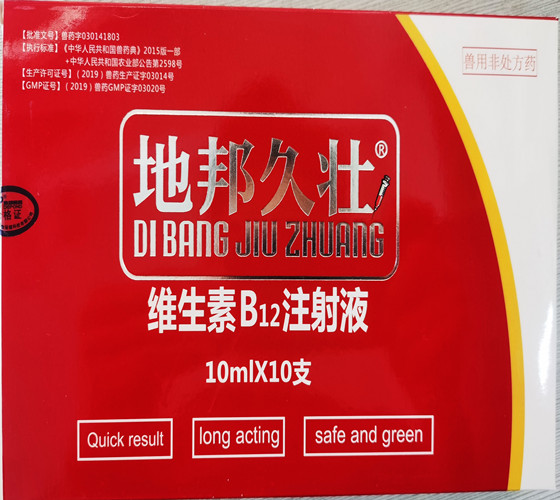 【批准文号】兽药字030141803
【执行标准】《中华人民共和国兽药典》2015版一部
+中华人民共和国农业部公告第2598号
【生产许可证号】(2019)兽药生产证字03014号
【GMP证号】(2019)兽药GMP证字03020号
兽用非处方药
地邦久壮®
DI BANG JIU ZHUANG
格证
维生素B12注射液
10mlX10支
Quick result
long acting
safe and green